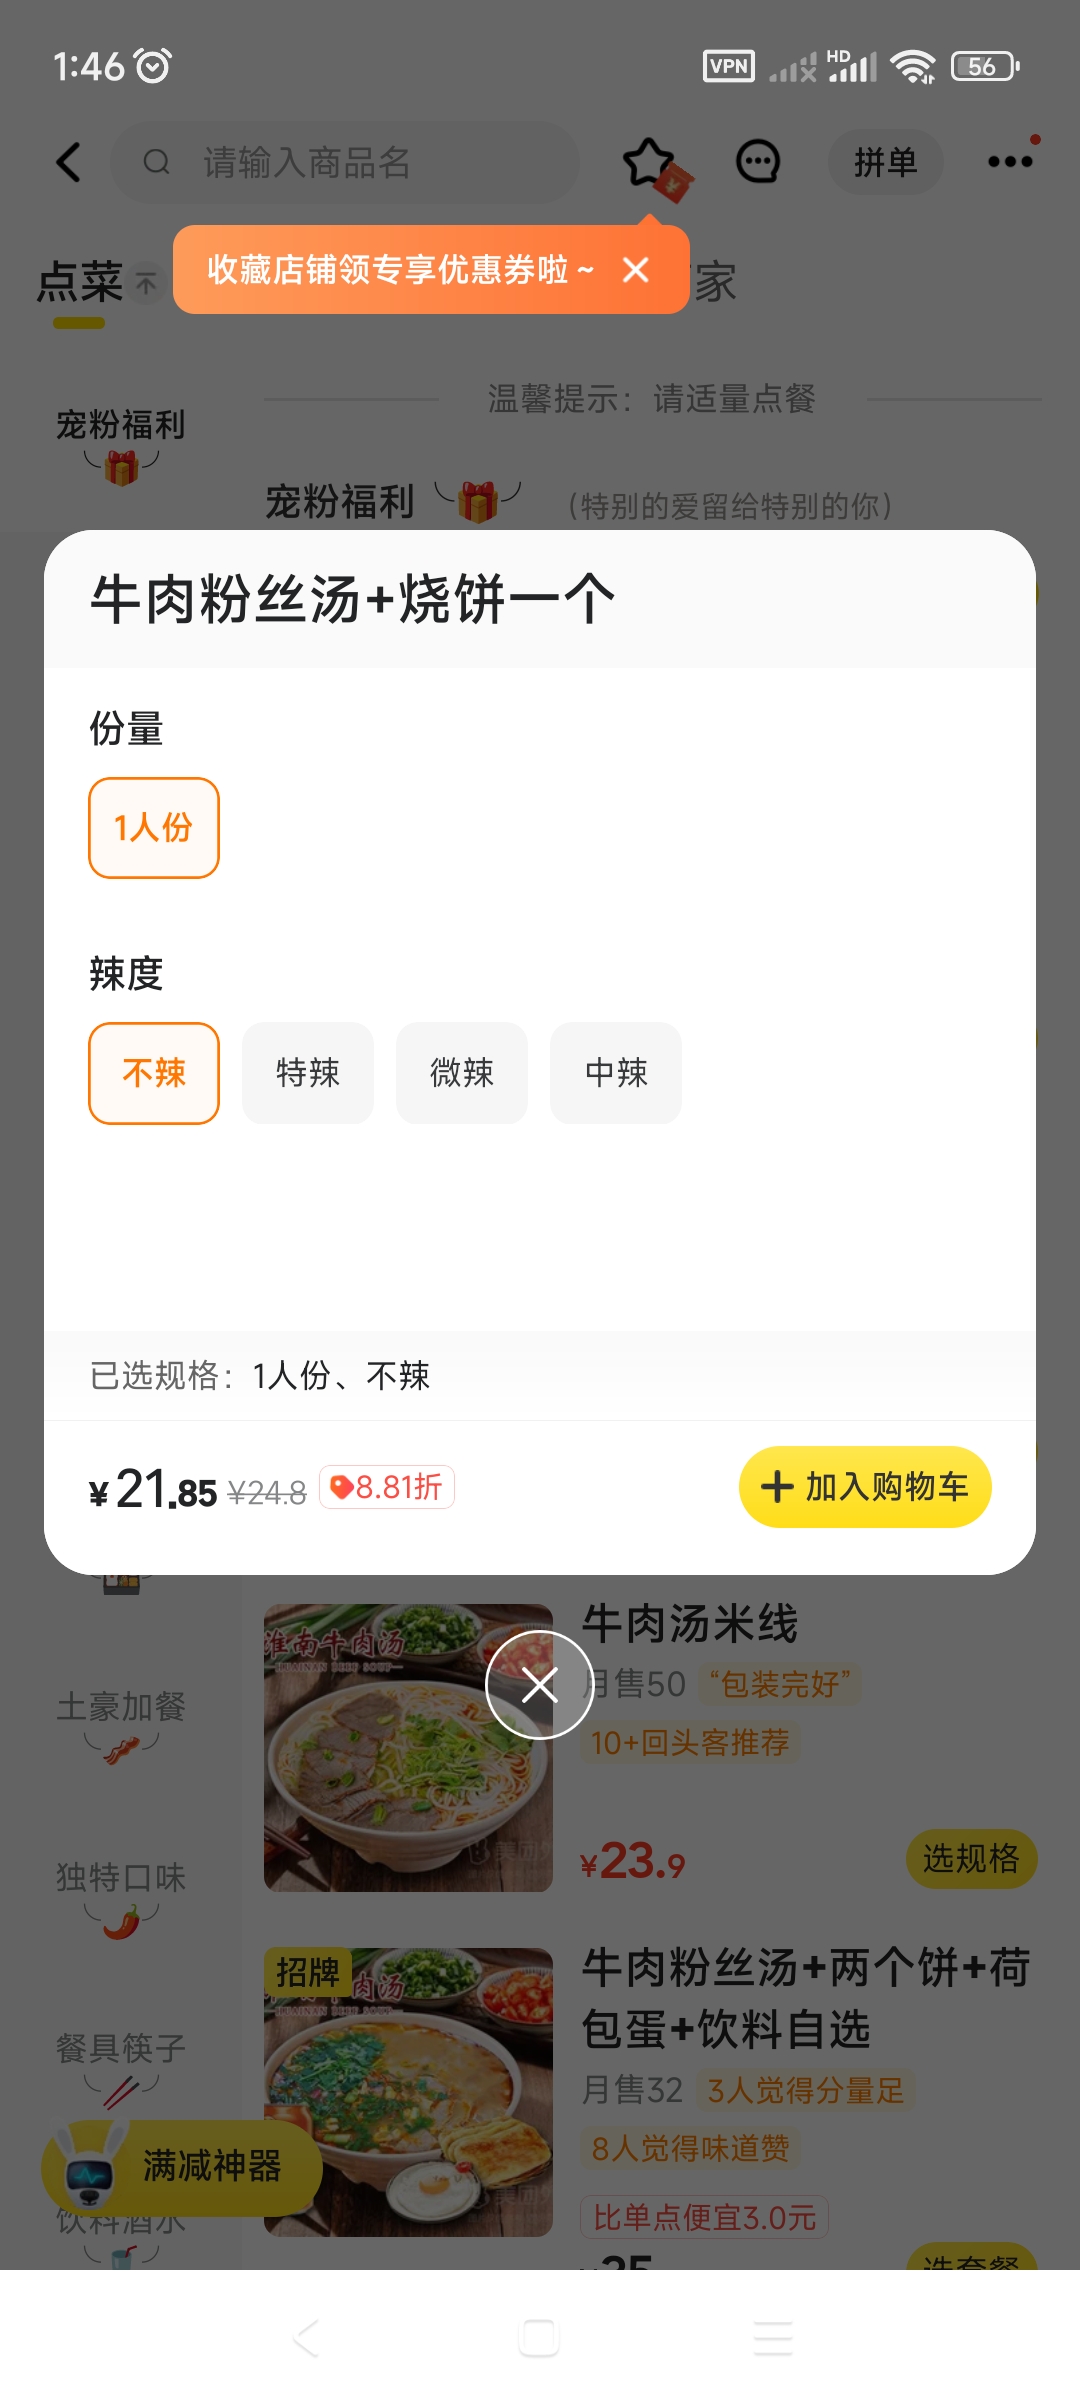 1:46
VPN
HD
56
请输入商品名
拼单
收藏店铺领专享优惠券啦～
点菜
家
温馨提示：请适量点餐
宠粉福利
宠粉福利
(特别的爱留给特别的你)
牛肉粉丝汤+烧饼一个
份量
1人份
辣度
不辣
特辣
微辣
中辣
已选规格：1人份、不辣
¥21.85 ¥24.8 8.81折
加入购物车
淮南牛肉汤
HUAINAN BEEF SOUP
牛肉汤米线
月售50 “包装完好”
10+回头客推荐
¥23.9
选规格
土豪加餐
独特口味
餐具筷子
满减神器
饮料酒水
招牌
肉汤
牛肉粉丝汤+两个饼+荷
包蛋+饮料自选
月售32 3人觉得分量足
8人觉得味道赞
比单点便宜3.0元
¥35
选套餐